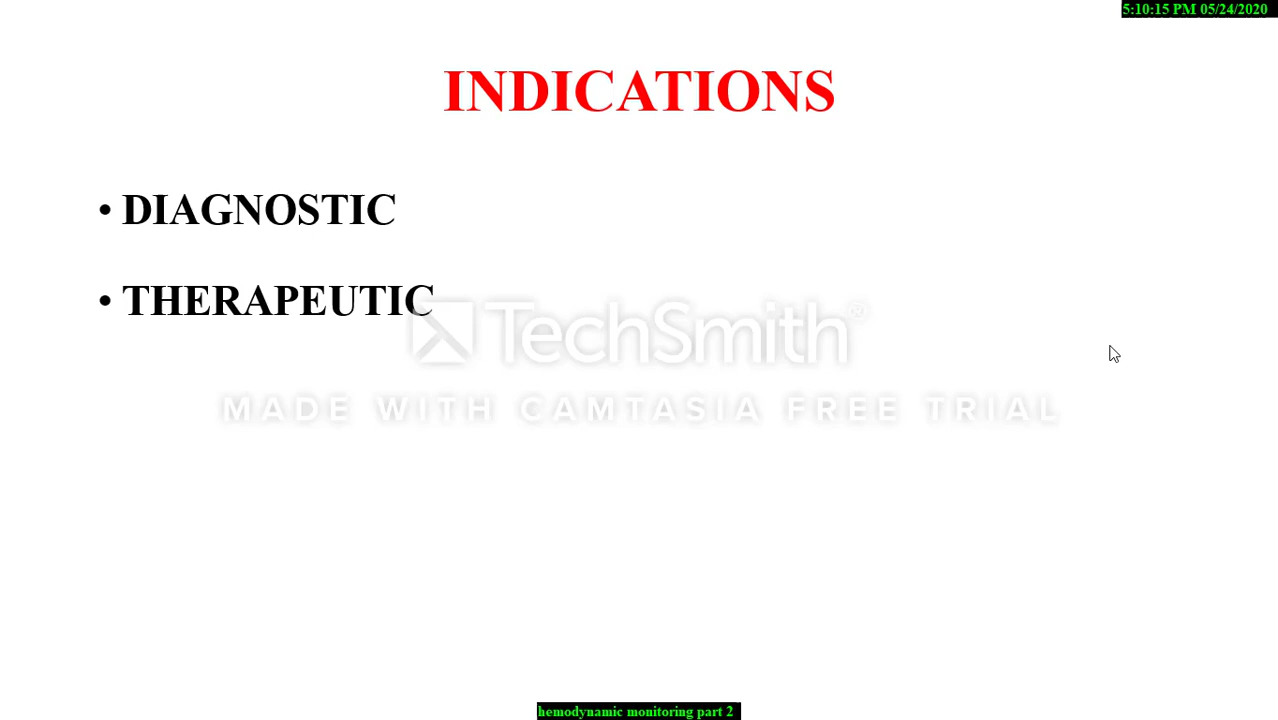 5:10:15 PM 05/24/2020
INDICATIONS
• DIAGNOSTIC
• THERAPEUTIC
TechSmith®
MADE WITH CAMTASIA FREE TRIAL
hemodynamic monitoring part 2